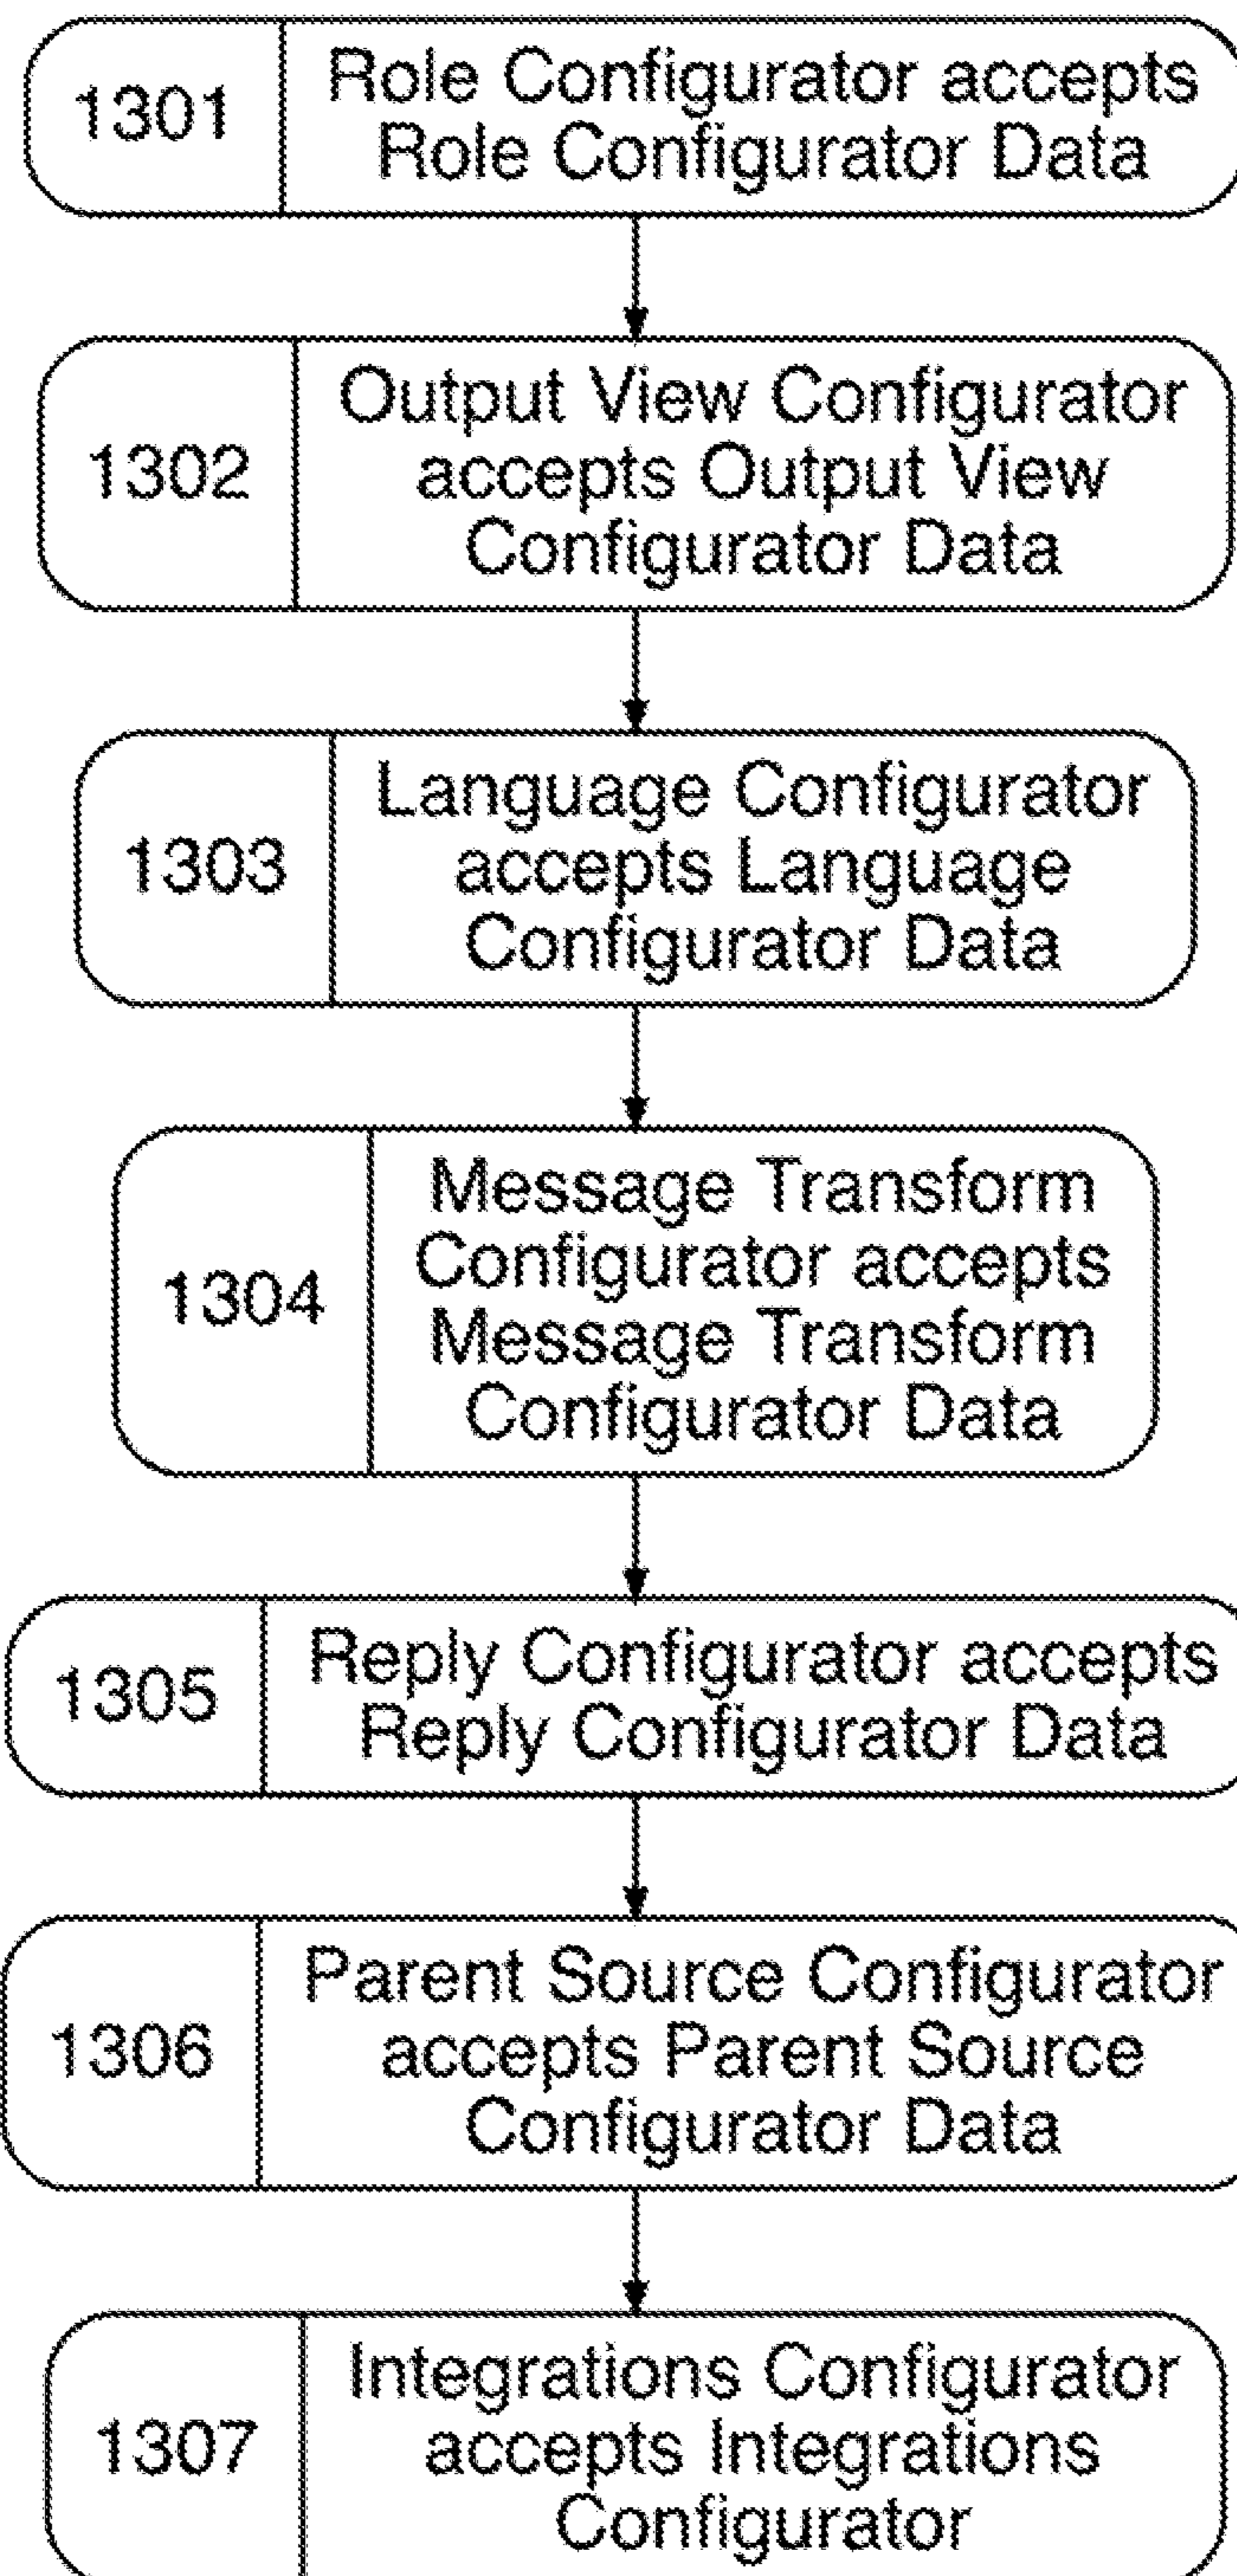 1301
Role Configurator accepts
Role Configurator Data
1302
Output View Configurator
accepts Output View
Configurator Data
1303
Language Configurator
accepts Language
Configurator Data
1304
Message Transform
Configurator accepts
Message Transform
Configurator Data
1305
Reply Configurator accepts
Reply Configurator Data
1306
Parent Source Configurator
accepts Parent Source
Configurator Data
1307
Integrations Configurator
accepts Integrations
Configurator